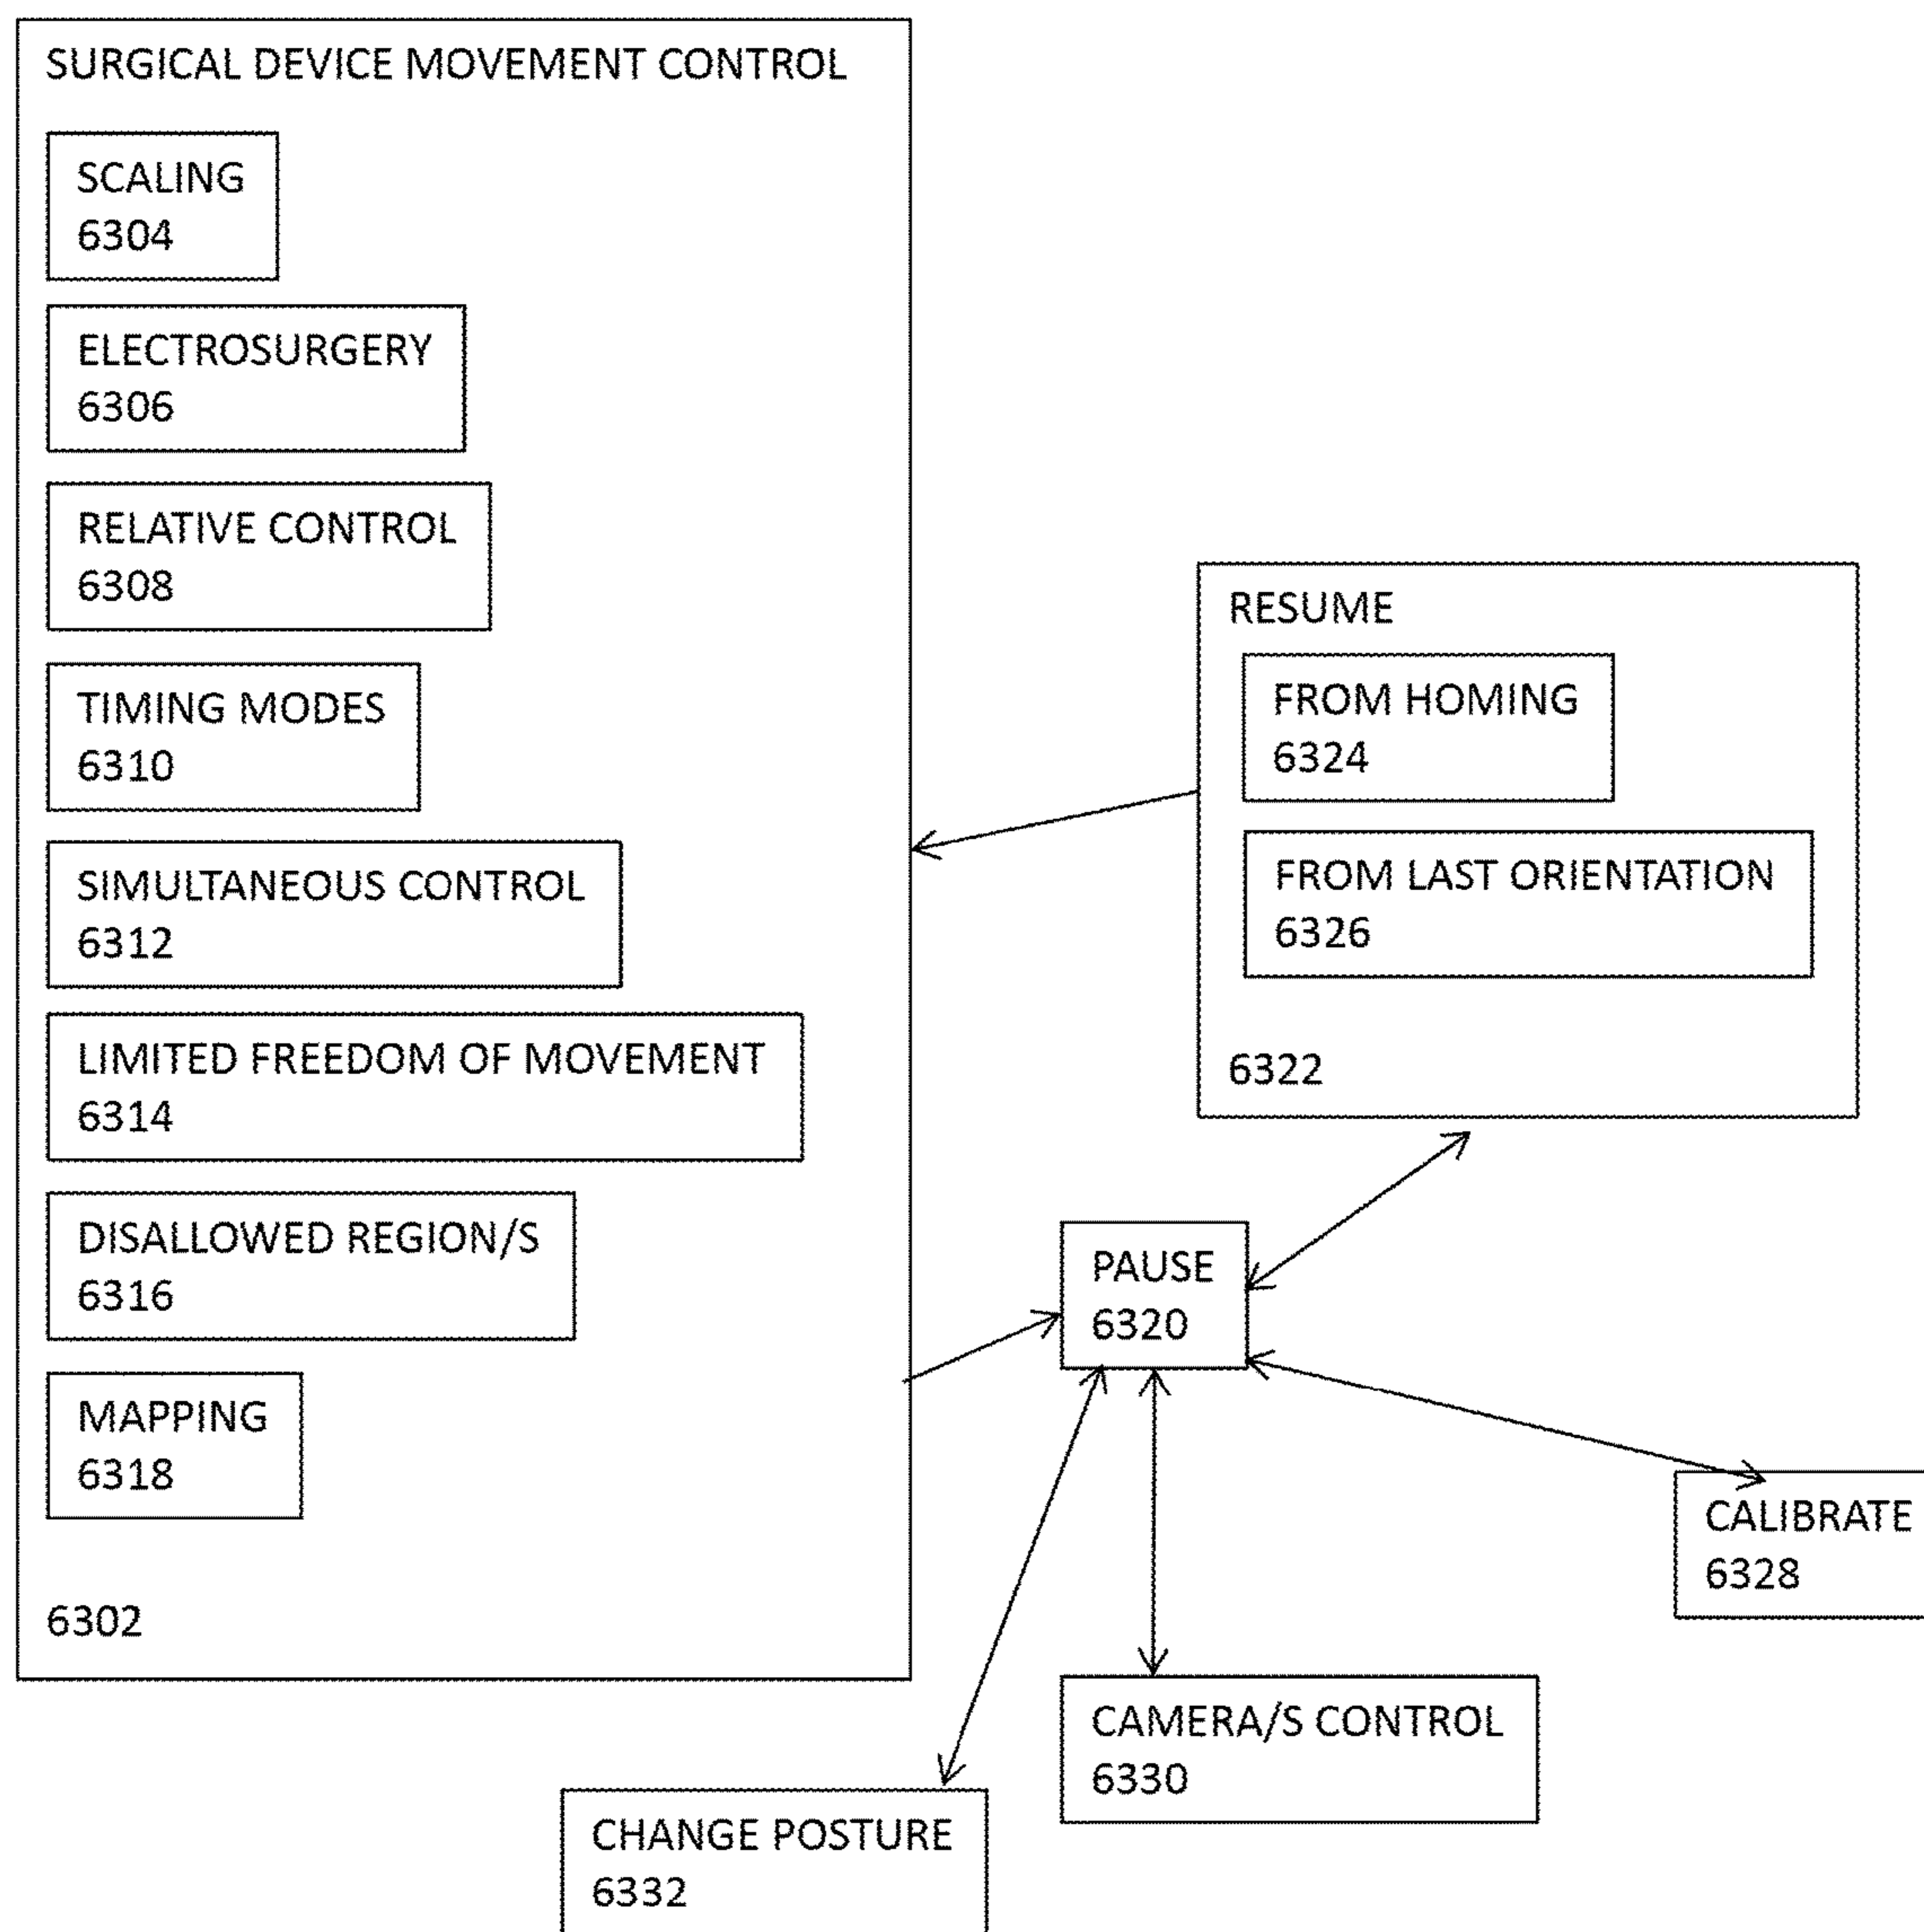 SURGICAL DEVICE MOVEMENT CONTROL
SCALING
6304
ELECTROSURGERY
6306
RELATIVE CONTROL
6308
TIMING MODES
6310
SIMULTANEOUS CONTROL
6312
LIMITED FREEDOM OF MOVEMENT
6314
DISALLOWED REGION/S
6316
MAPPING
6318
6302
RESUME
FROM HOMING
6324
FROM LAST ORIENTATION
6326
6322
PAUSE
6320
CALIBRATE
6328
CAMERA/S CONTROL
6330
CHANGE POSTURE
6332